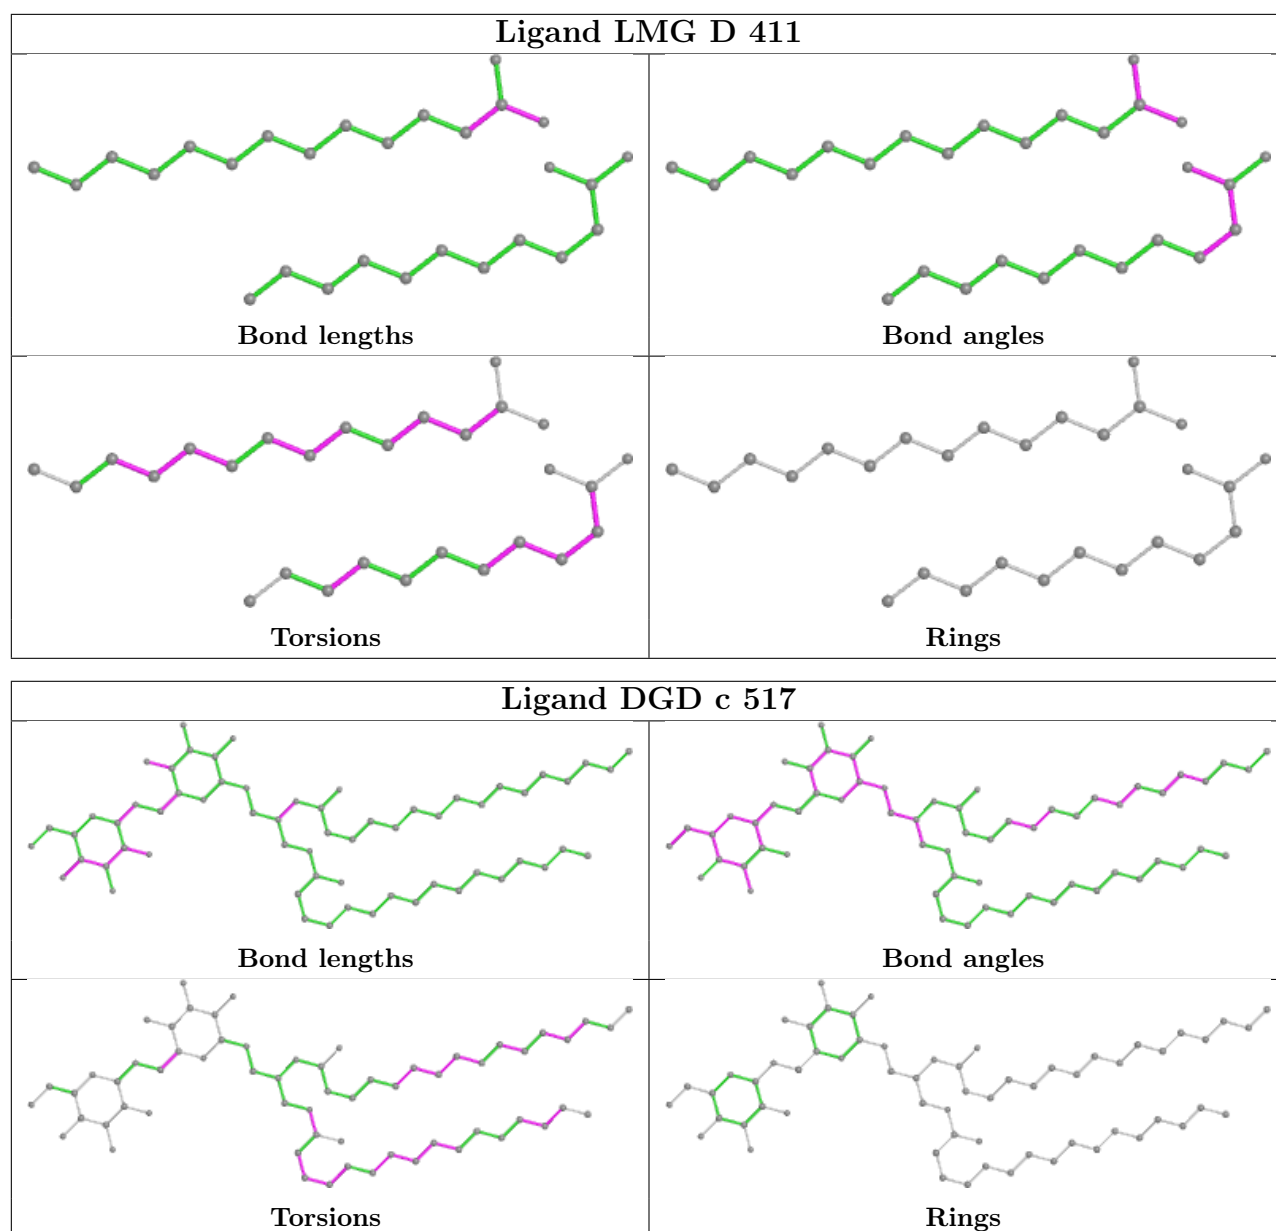 Ligand LMG D 411
Bond lengths
Bond angles
Torsions
Rings
Ligand DGD c 517
Bond lengths
Bond angles
Torsions
Rings